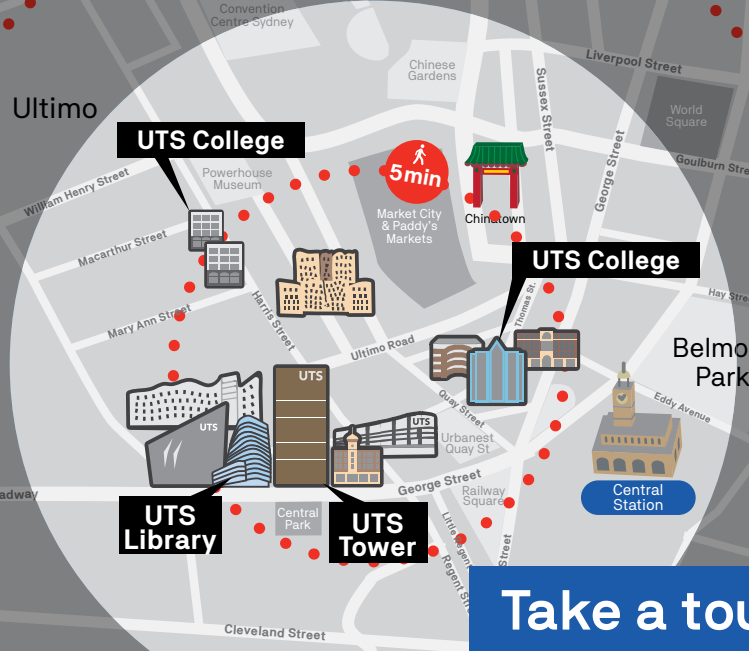 Convention
Centre Sydney
Chinese
Gardens
Liverpool Street
Sussex Street
World
Square
Ultimo
UTS College
George Street
Goulburn
William Henry Street
Powerhouse
Museum
5min
Market City
& Paddy's
Markets
Chinatown
Macarthur Street
UTS College
Harris Street
Thomas St.
Hay
Mary Ann Street
Ultimo Road
Belmo
Park
UTS
Quay Street
Eddy Avenue
UTS
UTS
Urbanest
Quay St
George Street
Railway
Square
Central
Station
adway
UTS
Library
Central
Park
UTS
Tower
Street
Regent
Cleveland Street
Take a tou